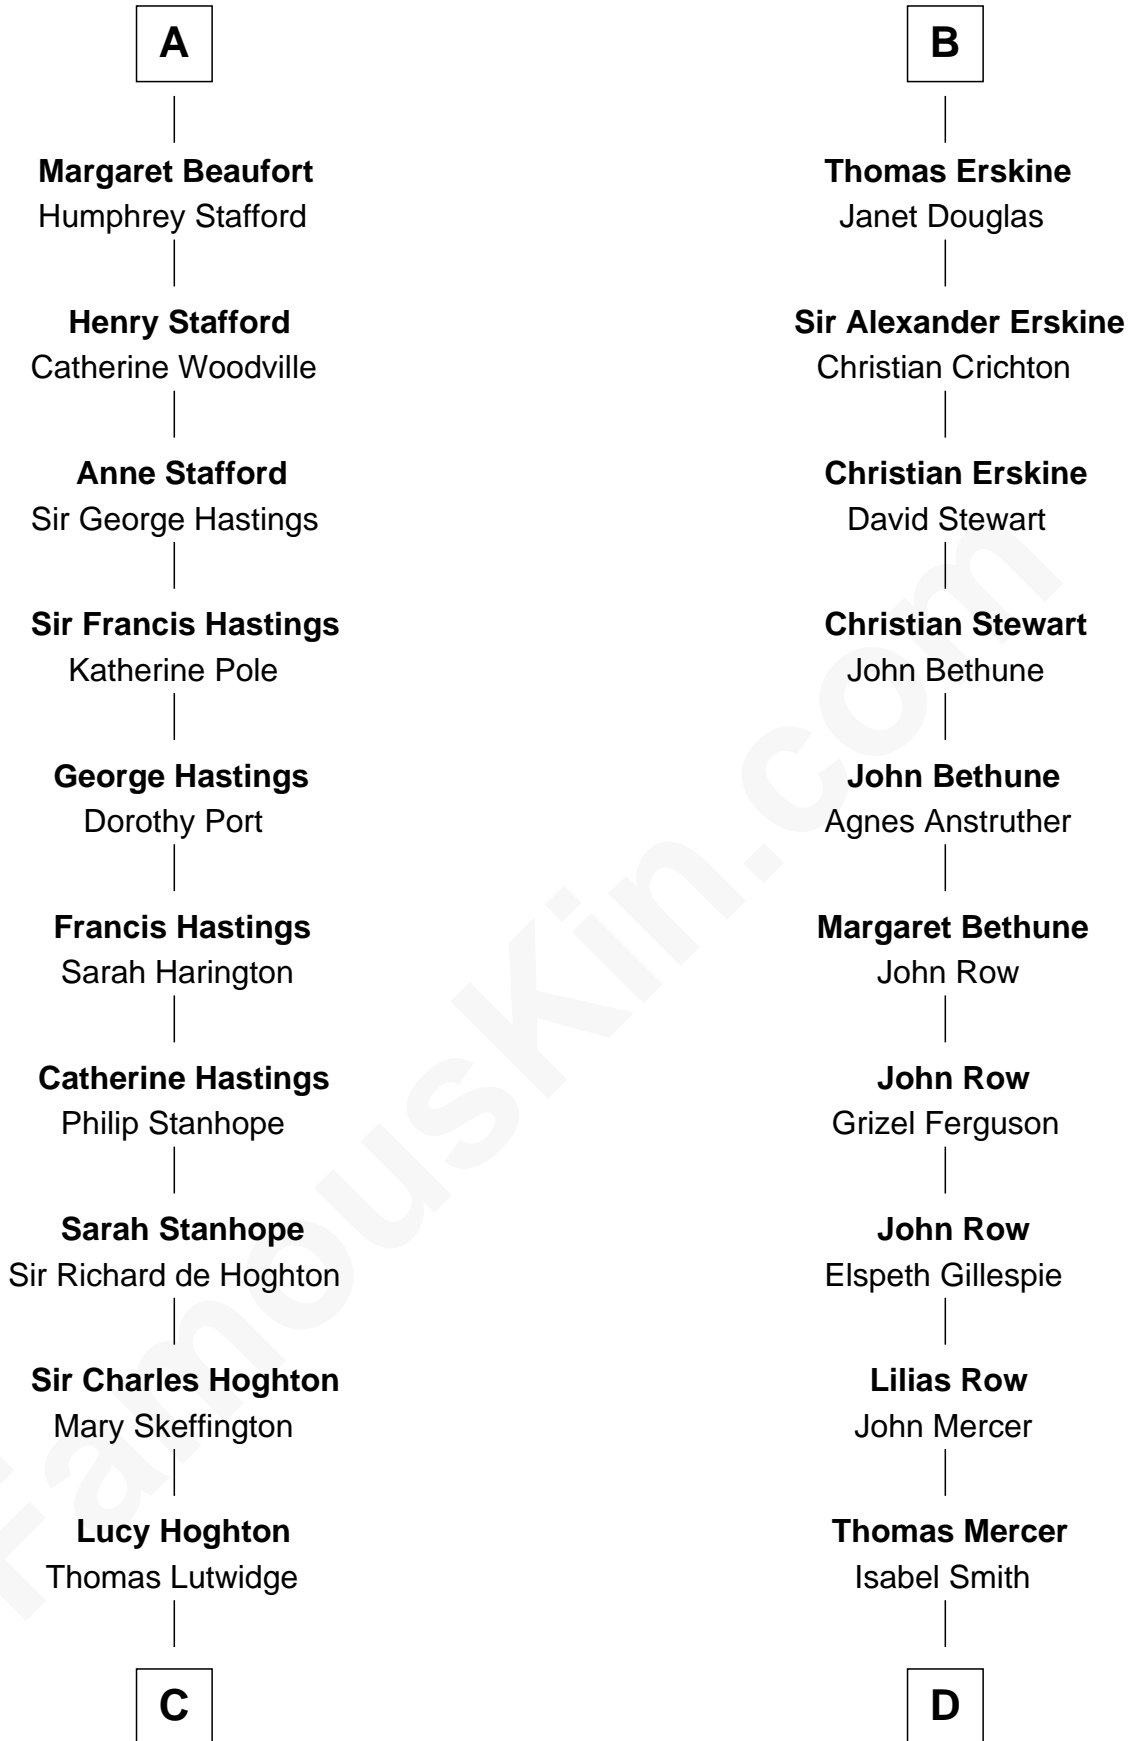 A
Margaret Beaufort
Humphrey Stafford
Henry Stafford
Catherine Woodville
Anne Stafford
Sir George Hastings
Sir Francis Hastings
Katherine Pole
George Hastings
Dorothy Port
Francis Hastings
Sarah Harington
Catherine Hastings
Philip Stanhope
Sarah Stanhope
Sir Richard de Hoghton
Sir Charles Hoghton
Mary Skeffington
Lucy Hoghton
Thomas Lutwidge
C
B
Thomas Erskine
Janet Douglas
Sir Alexander Erskine
Christian Crichton
Christian Erskine
David Stewart
Christian Stewart
John Bethune
John Bethune
Agnes Anstruther
Margaret Bethune
John Row
John Row
Grizel Ferguson
John Row
Elspeth Gillespie
Lilias Row
John Mercer
Thomas Mercer
Isabel Smith
D
FamousKin.com